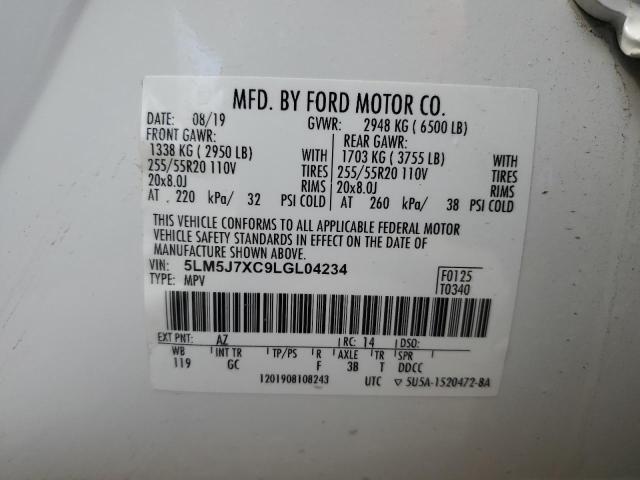 MFD. BY FORD MOTOR CO.
DATE: 08/19 GVWR: 2948 KG ( 6500 LB)
FRONT GAWR: REAR GAWR:
1338 KG ( 2950 LB) WITH 1703 KG ( 3755 LB) WITH
255/55R20 110V TIRES 255/55R20 110V TIRES
20x8.0J RIMS 20x8.0J RIMS
AT 220 kPa/ 32 PSI COLD AT 260 kPa/ 38 PSI COLD
THIS VEHICLE CONFORMS TO ALL APPLICABLE FEDERAL MOTOR
VEHICLE SAFETY STANDARDS IN EFFECT ON THE DATE OF
MANUFACTURE SHOWN ABOVE.
VIN: 5LM5J7XC9LGL04234 F0125
TYPE: MPV T0340
EXT PNT: AZ RC: 14 DSO:
WB INT TR TP/PS R AXLE TR SPR
119 GC F 3B T DDCC
1201908108243 UTC ▽ 5U5A-1520472-BA